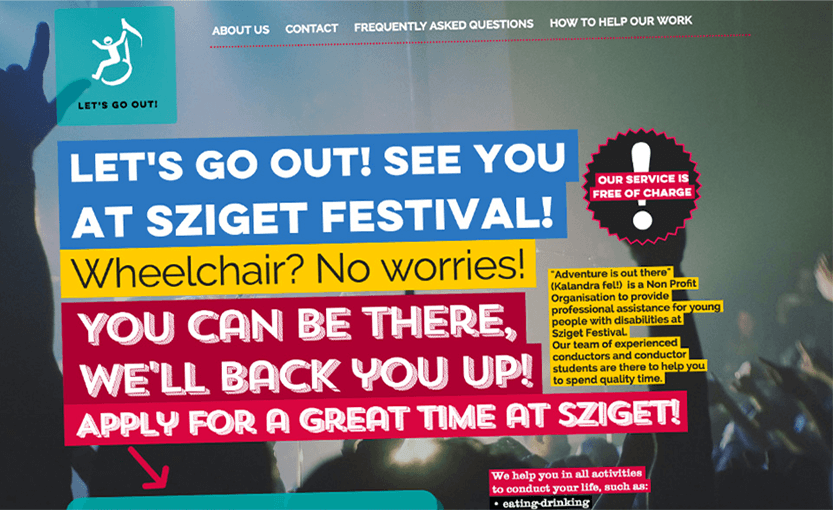 ABOUT US
CONTACT
FREQUENTLY ASKED QUESTIONS
HOW TO HELP OUR WORK
LET'S GO OUT!
LET'S GO OUT! SEE YOU
AT SZIGET FESTIVAL!
Wheelchair? No worries!
YOU CAN BE THERE,
WE'LL BACK YOU UP!
APPLY FOR A GREAT TIME AT SZIGET!
!
OUR SERVICE IS
FREE OF CHARGE
"Adventure is out there"
(Kalandra fel!) is a Non Profit
Organisation to provide
professional assistance for young
people with disabilities at
Sziget Festival.
Our team of experienced
conductors and conductor
students are there to help you
to spend quality time.
We help you in all activities
to conduct your life, such as:
• eating-drinking